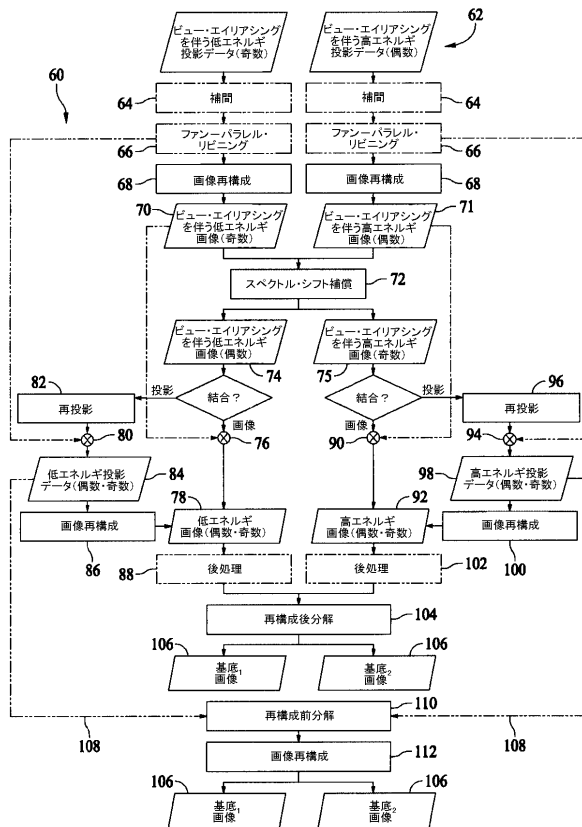 62
60
ビュー・エイリアシング
を伴う低エネルギ
投影データ(奇数)
ビュー・エイリアシング
を伴う高エネルギ
投影データ(偶数)
補間
64
補間
64
ファンーパラレル・
リビニング
66
ファンーパラレル・
リビニング
66
画像再構成
68
画像再構成
68
70
ビュー・エイリアシング
を伴う低エネルギ
画像(奇数)
71
ビュー・エイリアシング
を伴う高エネルギ
画像(偶数)
スペクトル・シフト補償
72
ビュー・エイリアシング
を伴う低エネルギ
画像(偶数)
74
ビュー・エイリアシング
を伴う高エネルギ
画像(奇数)
75
82
再投影
投影
結合?
画像
結合?
投影
画像
96
再投影
80
76
90
94
低エネルギ投影
データ(偶数・奇数)
84
高エネルギ投影
データ(偶数・奇数)
98
画像再構成
86
78
低エネルギ
画像(偶数・奇数)
92
高エネルギ
画像(偶数・奇数)
画像再構成
100
後処理
88
後処理
102
再構成後分解
104
106
基底1
画像
106
基底2
画像
108
再構成前分解
110
108
画像再構成
112
106
基底1
画像
106
基底2
画像